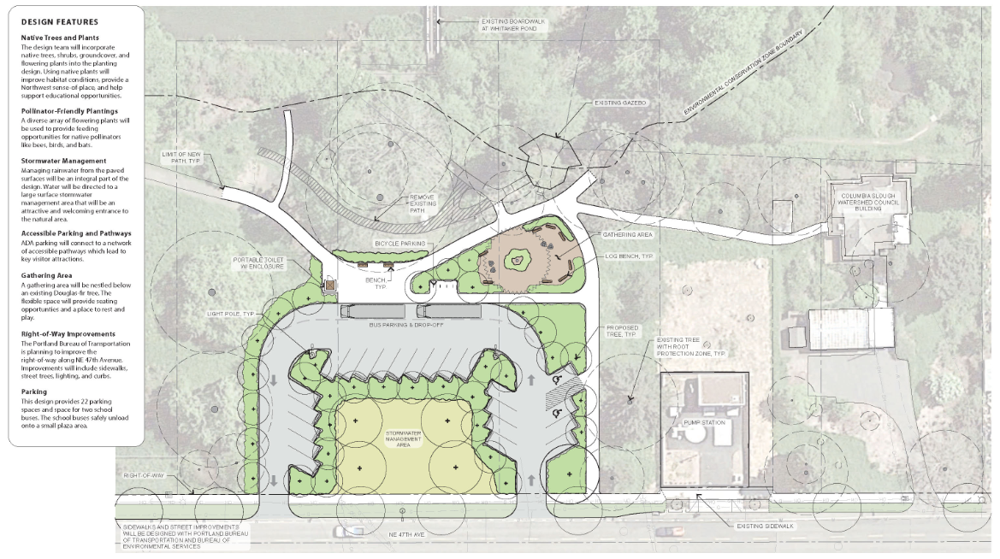 DESIGN FEATURES
Native Trees and Plants
The design team will incorporate
native trees, shrubs, groundcover, and
flowering plants into the planting
design. Using native plants will
improve habitat conditions, provide a
Northwest sense-of-place, and help
support educational opportunities.
Pollinator-Friendly Plantings
A diverse array of flowering plants will
be used to provide feeding
opportunities for native pollinators
like bees, birds, and bats.
Stormwater Management
Managing rainwater from the paved
surfaces will be an integral part of the
design. Water will be directed to a
large surface stormwater
management area that will be an
attractive and welcoming entrance to
the natural area.
Accessible Parking and Pathways
ADA parking will connect to a network
of accessible pathways which lead to
key visitor attractions.
Gathering Area
A gathering area will be nestled below
an existing Douglas-fir tree. The
flexible space will provide seating
opportunties and a place to rest and
play.
Right-of-Way Improvements
The Portland Bureau of Transportation
is planning to improve the
right-of-way along NE 47th Avenue.
Improvements will include sidewalks,
street trees, lighting, and curbs.
Parking
This design provides 22 parking
spaces and space for two school
buses. The school buses safely unload
onto a small plaza area.
EXISTING BOARDWALK
AT WHITAKER POND
ENVIRONMENTAL CONSERVATION ZONE BOUNDARY
EXISTING GAZEBO
LIMIT OF NEW
PATH, TYP.
REMOVE
EXISTING
PATH
COLUMBIA SLOUGH
WATERSHED COUNCIL
BUILDING
GATHERING AREA
BICYCLE PARKING
LOG BENCH, TYP.
PORTABLE TOILET
W/ ENCLOSURE
BENCH,
TYP.
LIGHT POLE, TYP.
BUS PARKING & DROP-OFF
PROPOSED
TREE, TYP.
EXISTING TREE
WITH ROOT
PROTECTION ZONE, TYP.
PUMP STATION
STORMWATER
MANAGEMENT
AREA
RIGHT-OF-WAY
SIDEWALKS AND STREET IMPROVEMENTS
WILL BE DESIGNED WITH PORTLAND BUREAU
OF TRANSPORTATION AND BUREAU OF
ENVIRONMENTAL SERVICES
NE 47TH AVE
EXISTING SIDEWALK